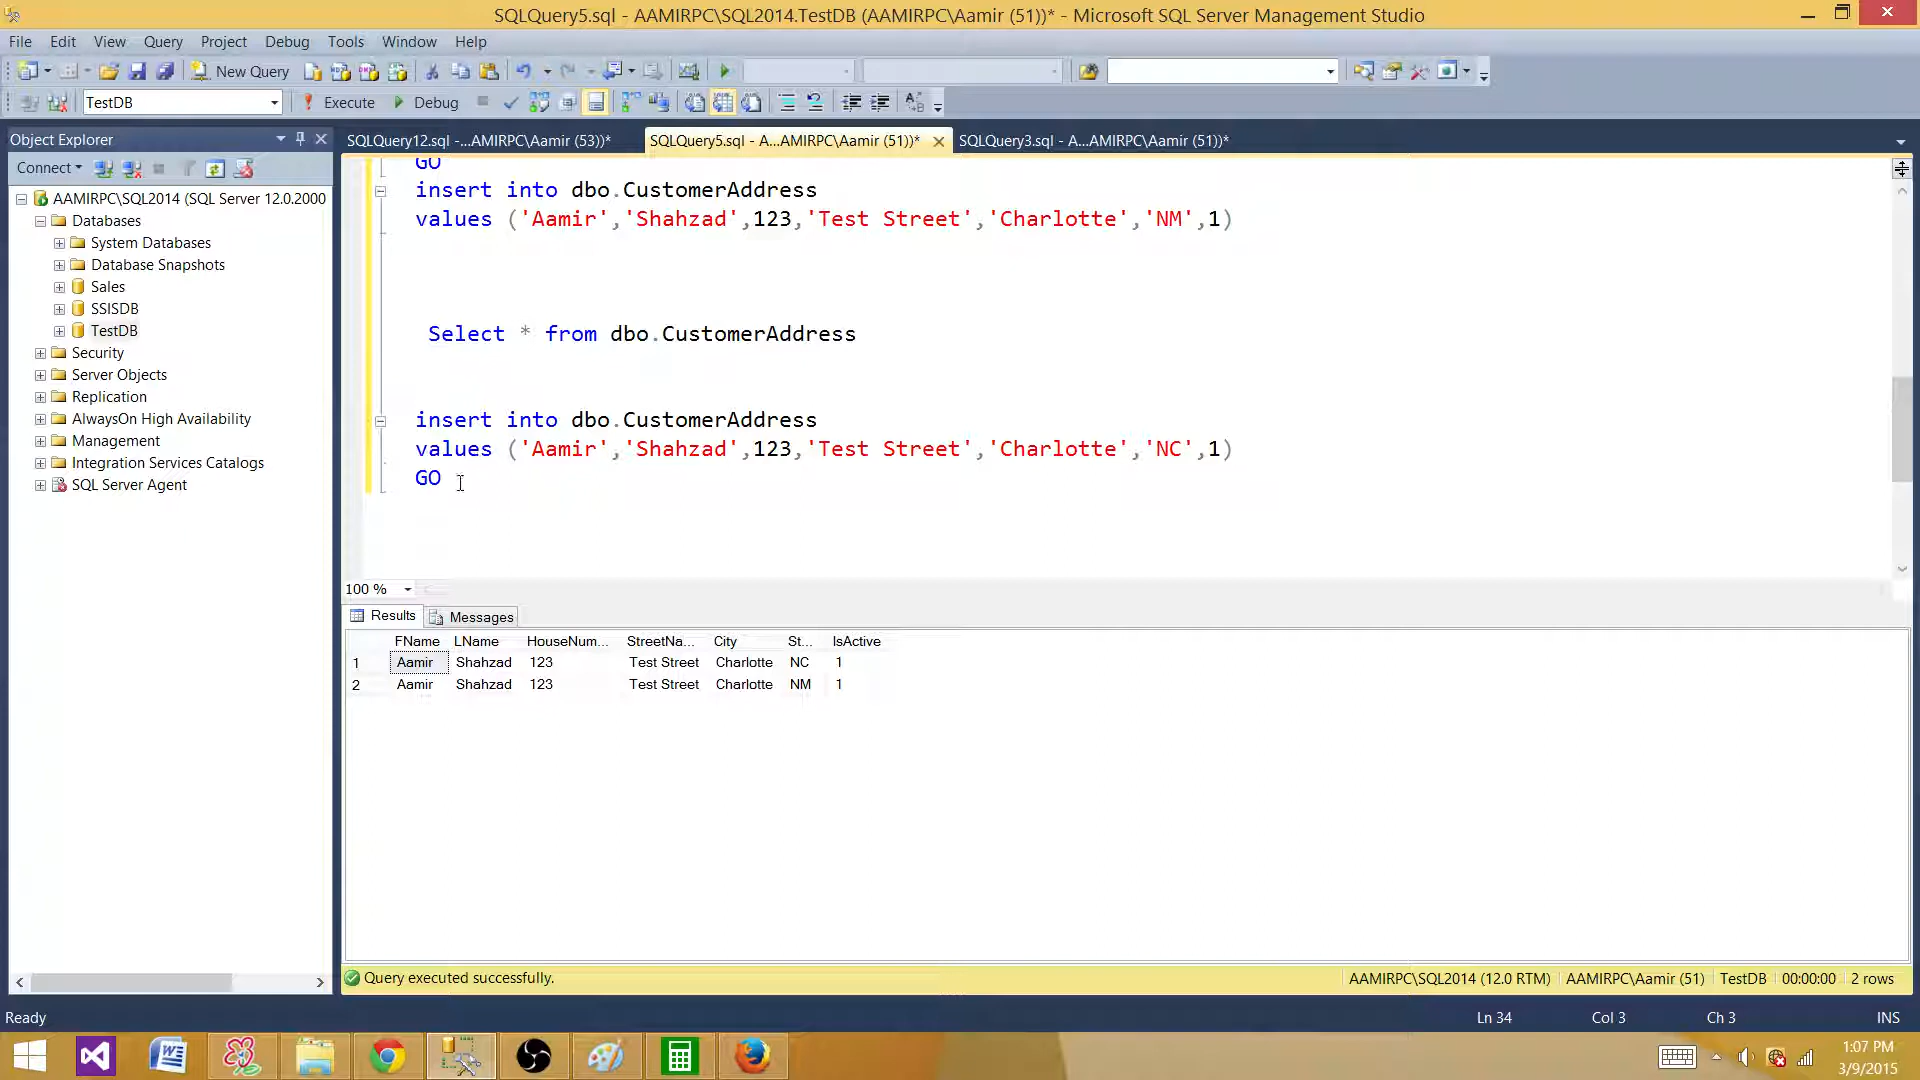 SQLQuery5.sql - AAMIRPC\SQL2014.TestDB (AAMIRPC\Aamir (51))* - Microsoft SQL Server Management Studio
File Edit View Query Project Debug Tools Window Help
New Query
TestDB Execute Debug
Object Explorer
SQLQuery12.sql -...AMIRPC\Aamir (53))* SQLQuery5.sql - A...AMIRPC\Aamir (51))* SQLQuery3.sql - A...AMIRPC\Aamir (51))*
Connect
AAMIRPC\SQL2014 (SQL Server 12.0.2000
Databases
System Databases
Database Snapshots
Sales
SSISDB
TestDB
Security
Server Objects
Replication
AlwaysOn High Availability
Management
Integration Services Catalogs
SQL Server Agent
GO
insert into dbo.CustomerAddress
values ('Aamir','Shahzad',123,'Test Street','Charlotte','NM',1)
Select * from dbo.CustomerAddress
insert into dbo.CustomerAddress
values ('Aamir','Shahzad',123,'Test Street','Charlotte','NC',1)
GO
100 %
Results Messages
FName LName HouseNum... StreetNa... City St... IsActive
1 Aamir Shahzad 123 Test Street Charlotte NC 1
2 Aamir Shahzad 123 Test Street Charlotte NM 1
Query executed successfully. AAMIRPC\SQL2014 (12.0 RTM) AAMIRPC\Aamir (51) TestDB 00:00:00 2 rows
Ready Ln 34 Col 3 Ch 3 INS
1:07 PM
3/9/2015